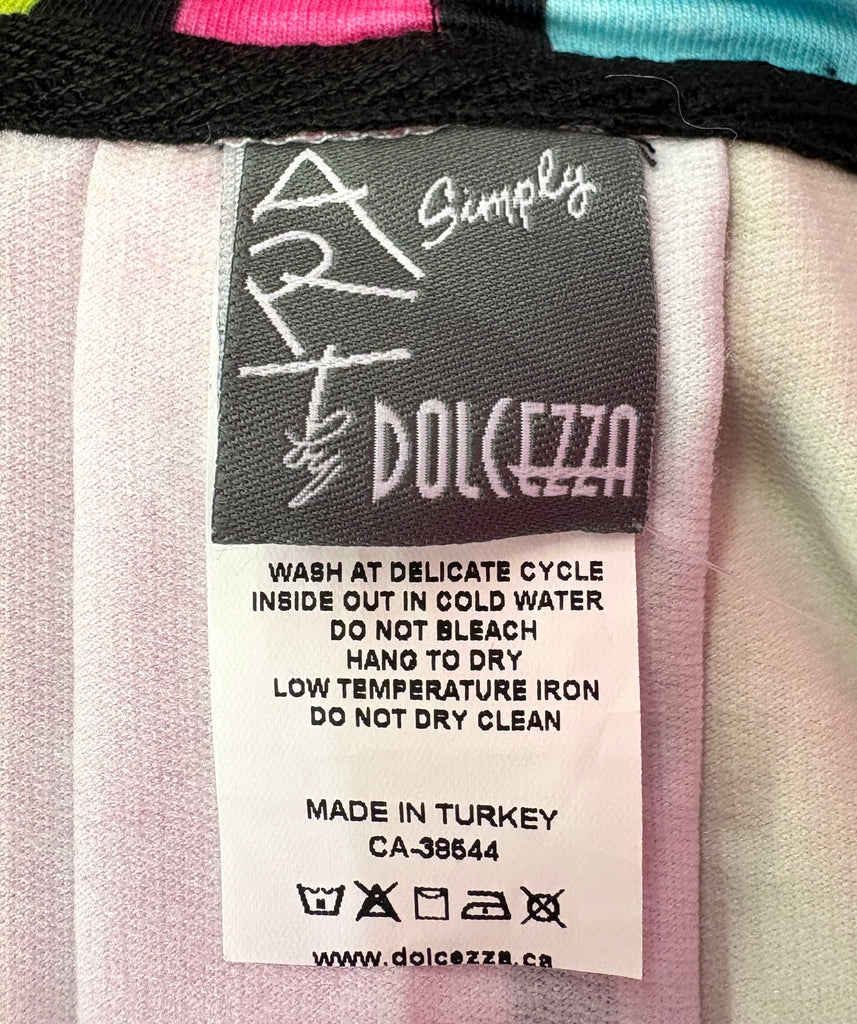 Simply
ART by DOLCEZZA
WASH AT DELICATE CYCLE
INSIDE OUT IN COLD WATER
DO NOT BLEACH
HANG TO DRY
LOW TEMPERATURE IRON
DO NOT DRY CLEAN
MADE IN TURKEY
CA-38544
www.dolcezza.ca